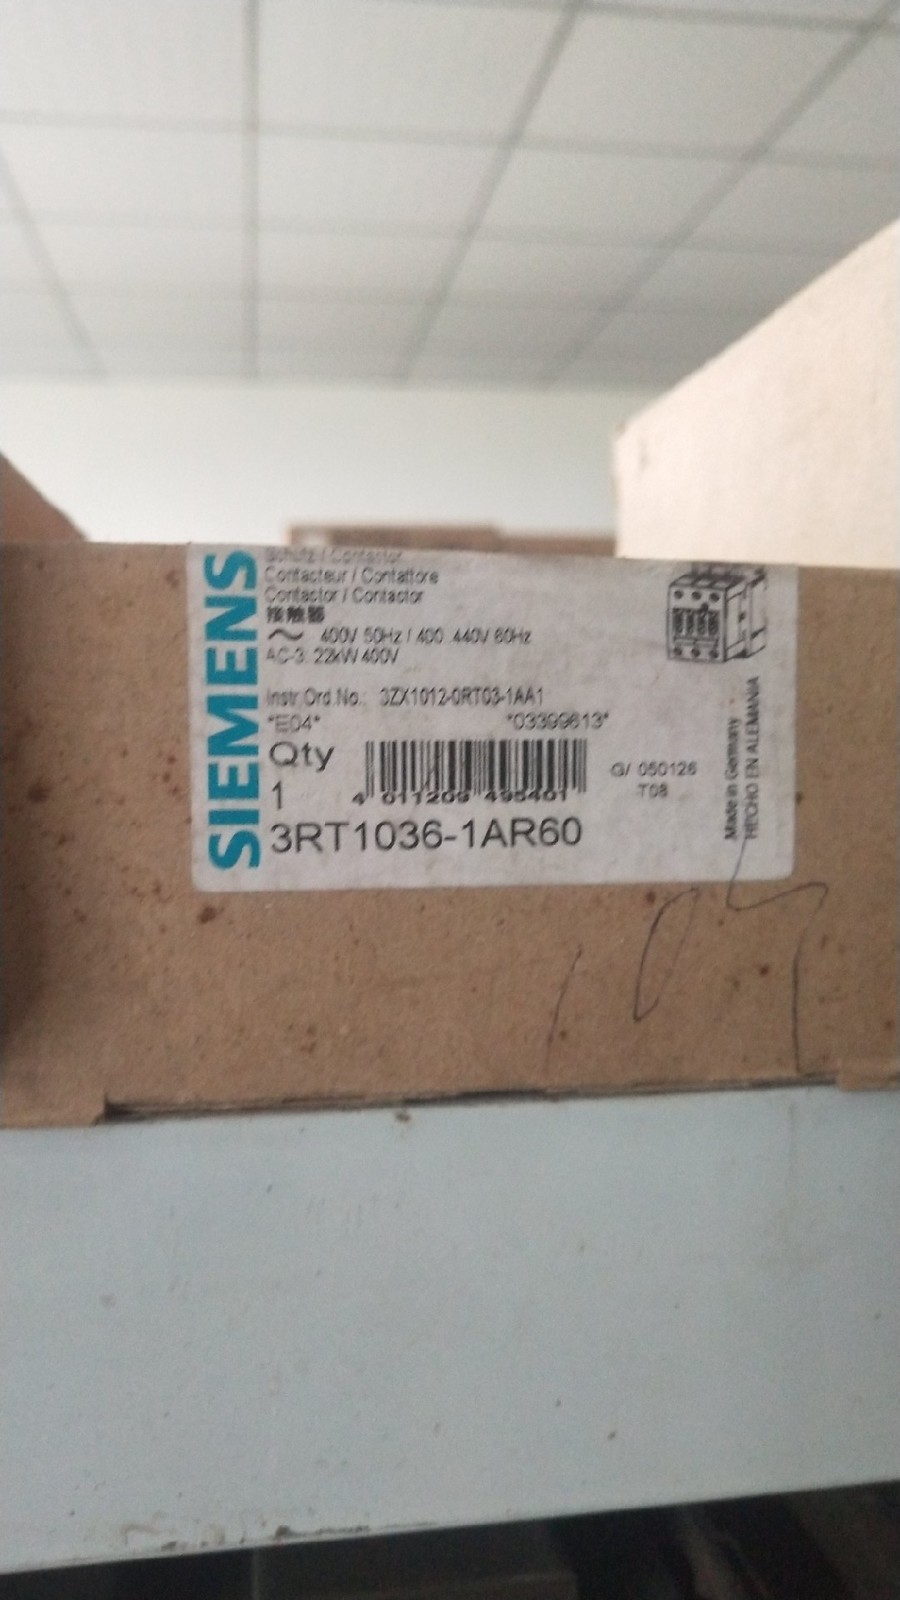 SIEMENS
Schütz / Contactor
Contacteur / Contattore
Contactor / Contactor
接触器
~ 400V 50Hz / 400..440V 60Hz
AC-3: 22kW 400V
Instr.Ord.No.: 3ZX1012-0RT03-1AA1
*E04* *03399613*
Qty
1
4 011209 495401
G/ 050126
T08
3RT1036-1AR60
Made in Germany
HECHO EN ALEMANIA
107